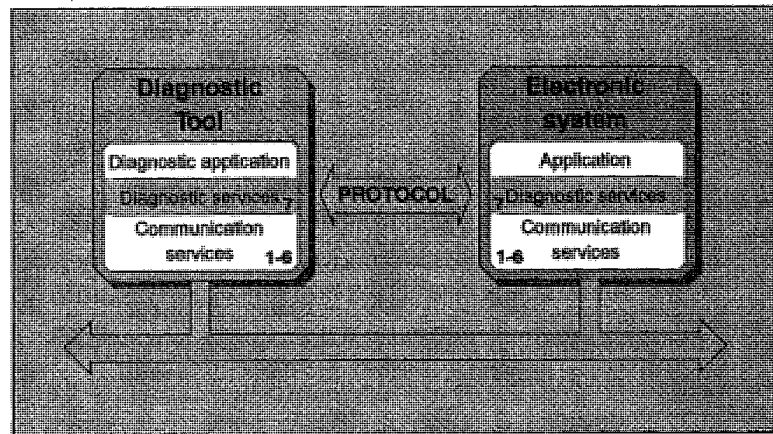 Diagnostic
Tool
Diagnostic application
Diagnostic services 7
Communication
services 1-6
PROTOCOL
Electronic
system
Application
7 Diagnostic services
Communication
1-6 services